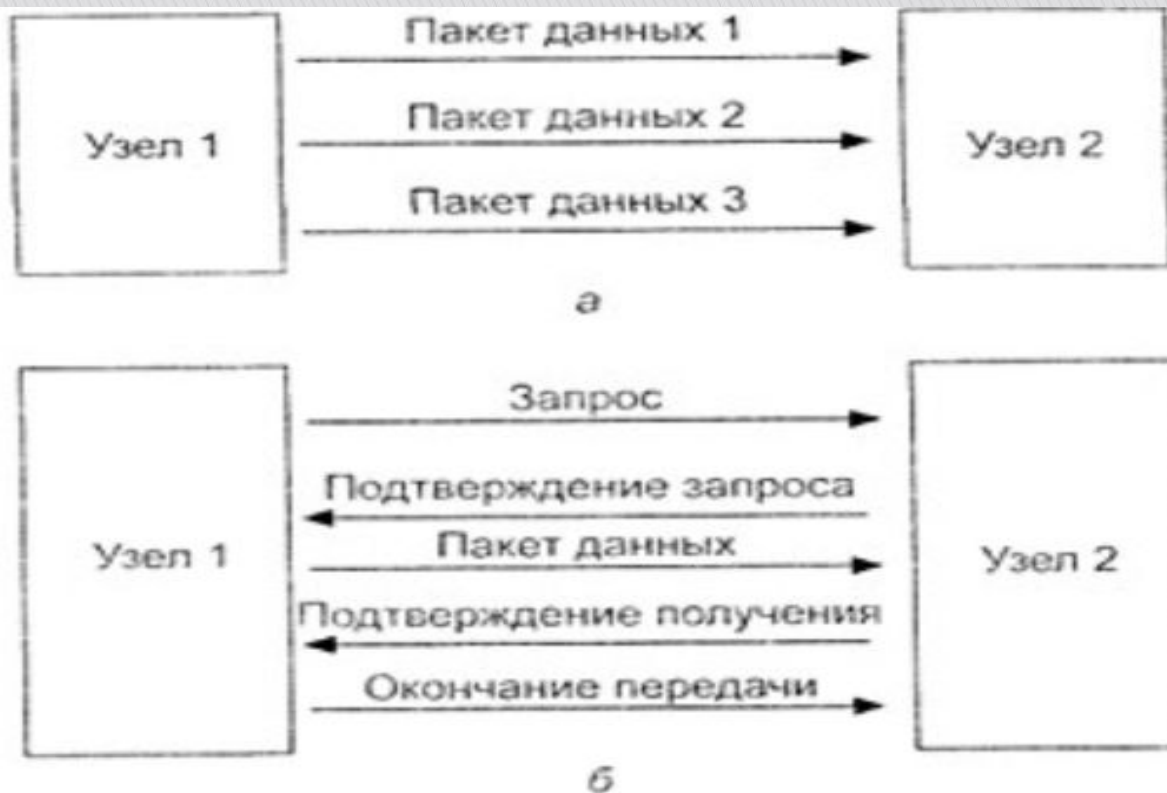 Пакет данных 1
Пакет данных 2
Узел 1
Узел 2
Пакет данных 3
а
Запрос
Подтверждение запроса
Пакет данных
Узел 1
Узел 2
Подтверждение получения
Окончание передачи
б